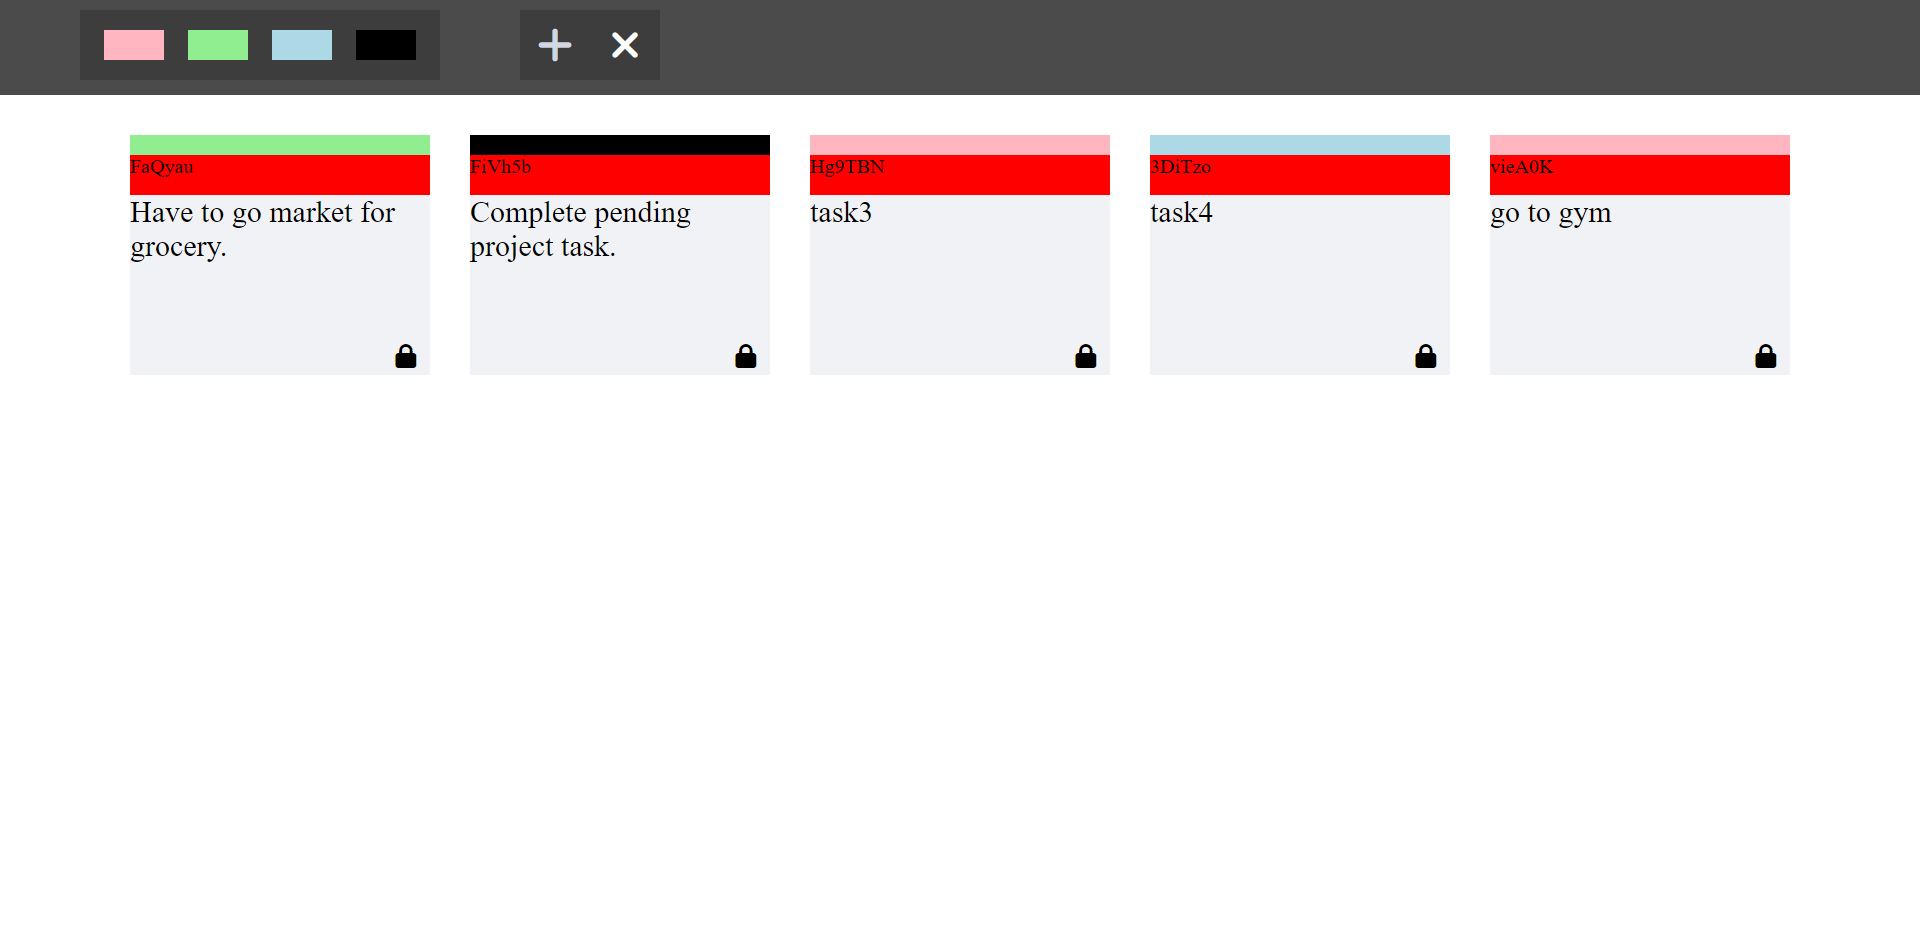 FaQyau
Have to go market for
grocery.
FiVh5b
Complete pending
project task.
Hg9TBN
task3
3DiTzo
task4
vieA0K
go to gym